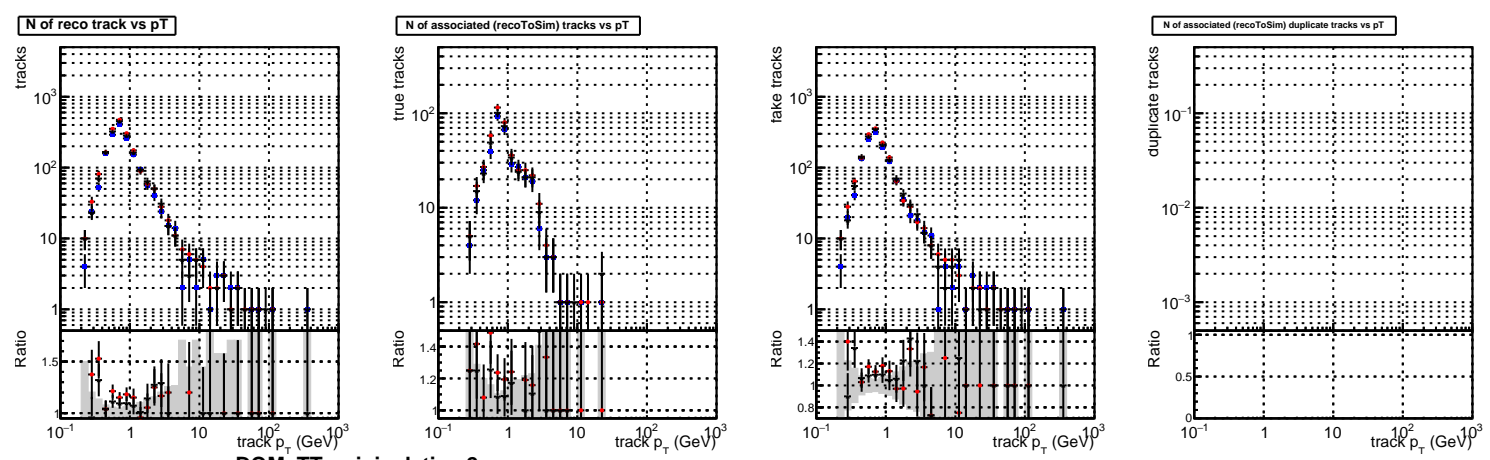 N of reco track vs pT
N of associated (recoToSim) tracks vs pT
N of associated (recoToSim) duplicate tracks vs pT
tracks
10³
10²
10
1
Ratio
1.5
1
10⁻¹ 1 10 10² 10³
track p_T (GeV)
true tracks
10²
10
1
Ratio
1.4
1.2
1
10⁻¹ 1 10 10² 10³
track p_T (GeV)
fake tracks
10³
10²
10
1
Ratio
1.4
1.2
1
0.8
10⁻¹ 1 10 10² 10³
track p_T (GeV)
duplicate tracks
10⁻¹
10⁻²
10⁻³
Ratio
1
0.5
0
10⁻¹ 1 10 10² 10³
track p_T (GeV)